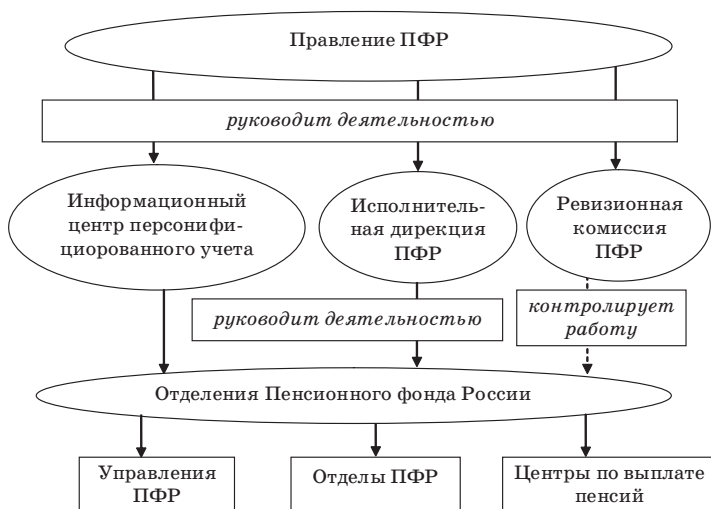 Правление ПФР
руководит деятельностью
Информационный
центр персонифи-
циорованного учета
Исполнитель-
ная дирекция
ПФР
Ревизионная
комиссия
ПФР
руководит деятельностью
контролирует
работу
Отделения Пенсионного фонда России
Управления
ПФР
Отделы ПФР
Центры по выплате
пенсий